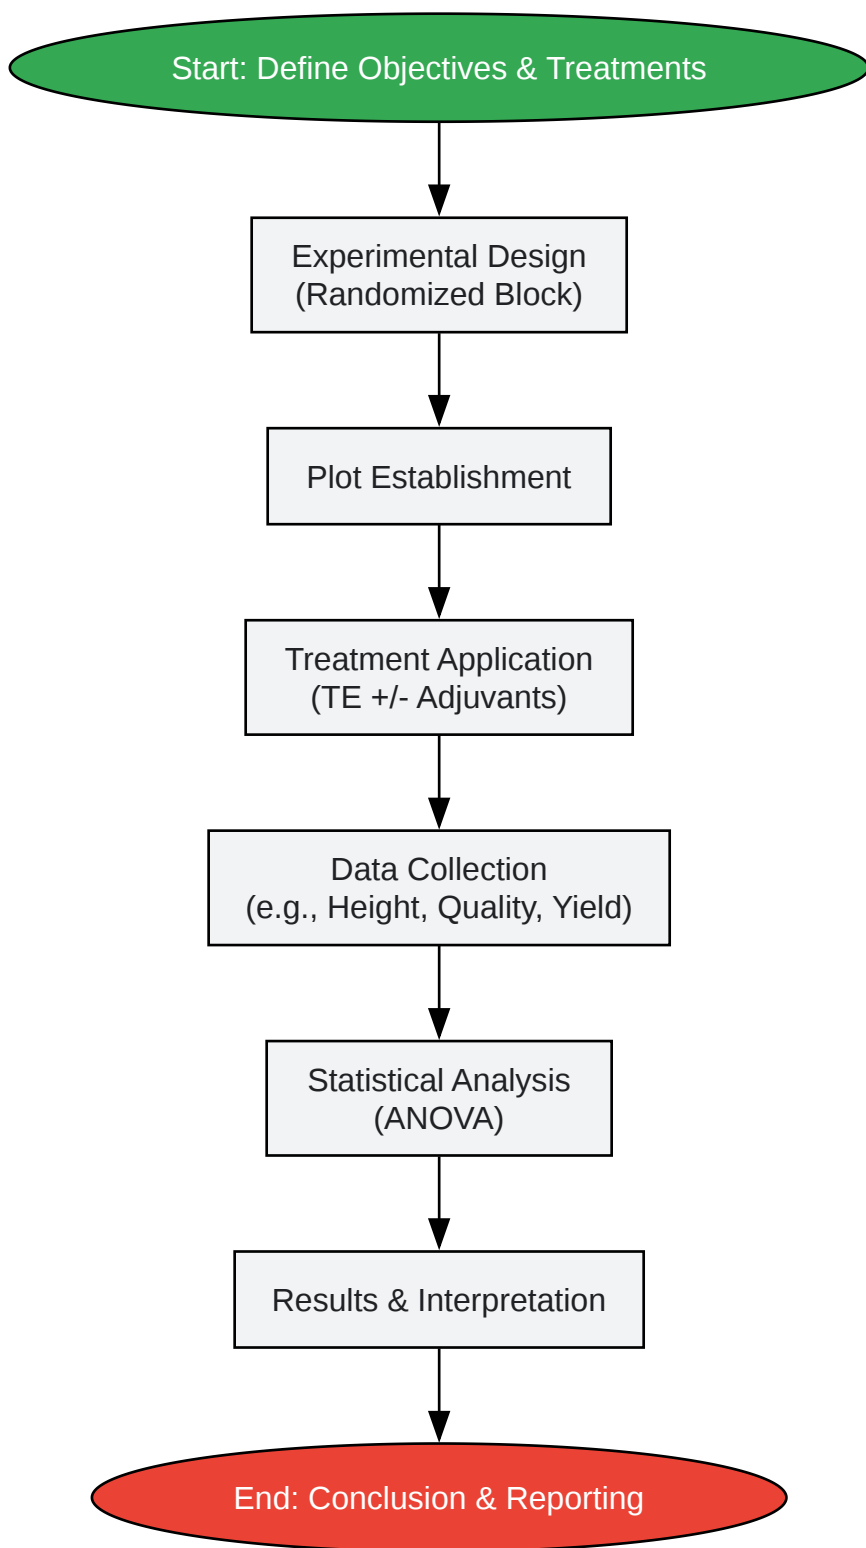 Start: Define Objectives & Treatments
Experimental Design
(Randomized Block)
Plot Establishment
Treatment Application
(TE +/- Adjuvants)
Data Collection
(e.g., Height, Quality, Yield)
Statistical Analysis
(ANOVA)
Results & Interpretation
End: Conclusion & Reporting